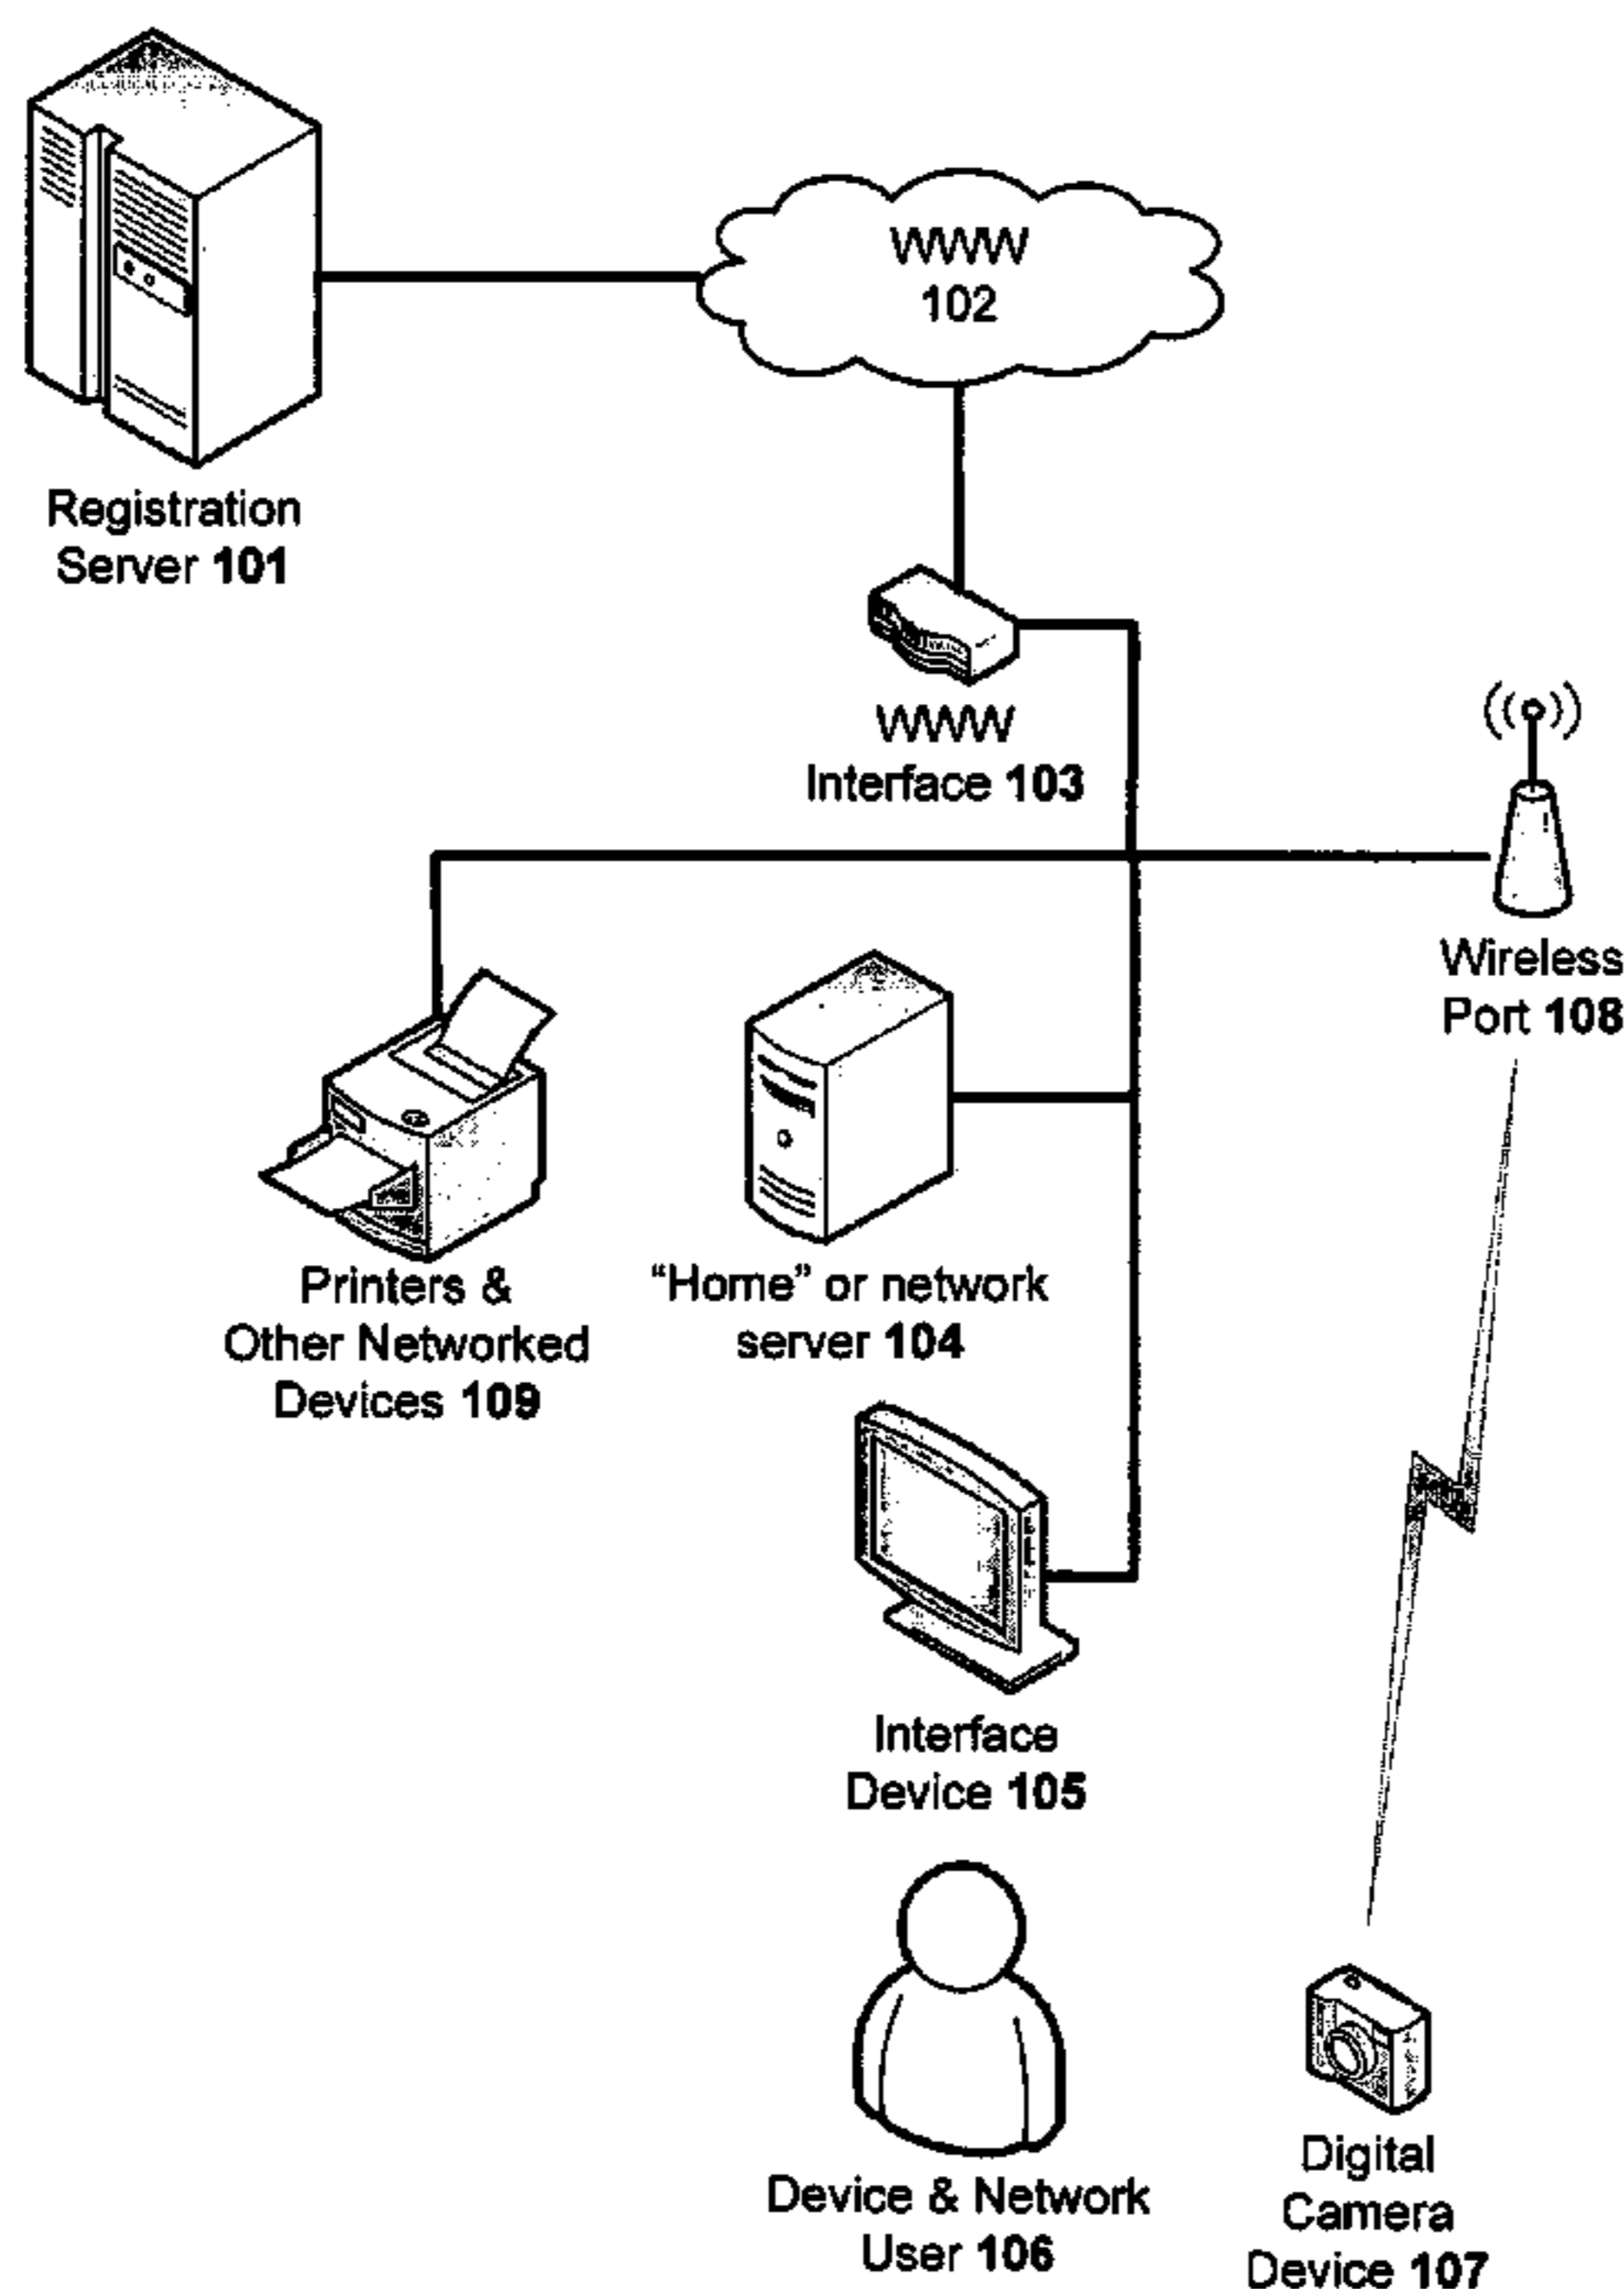 WWW
102
Registration
Server 101
WWW
Interface 103
Wireless
Port 108
Printers &
Other Networked
Devices 109
“Home” or network
server 104
Interface
Device 105
Device & Network
User 106
Digital
Camera
Device 107